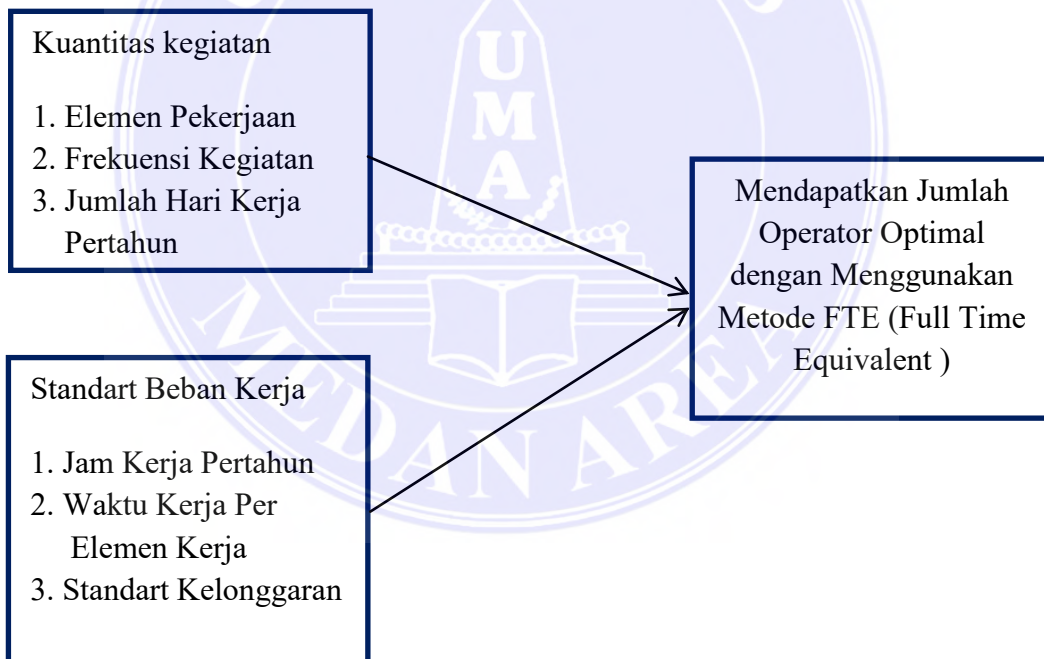 Kuantitas kegiatan
1. Elemen Pekerjaan
2. Frekuensi Kegiatan
3. Jumlah Hari Kerja
Pertahun
Standart Beban Kerja
1. Jam Kerja Pertahun
2. Waktu Kerja Per
Elemen Kerja
3. Standart Kelonggaran
Mendapatkan Jumlah
Operator Optimal
dengan Menggunakan
Metode FTE (Full Time
Equivalent )
UMA
MEDAN AREA